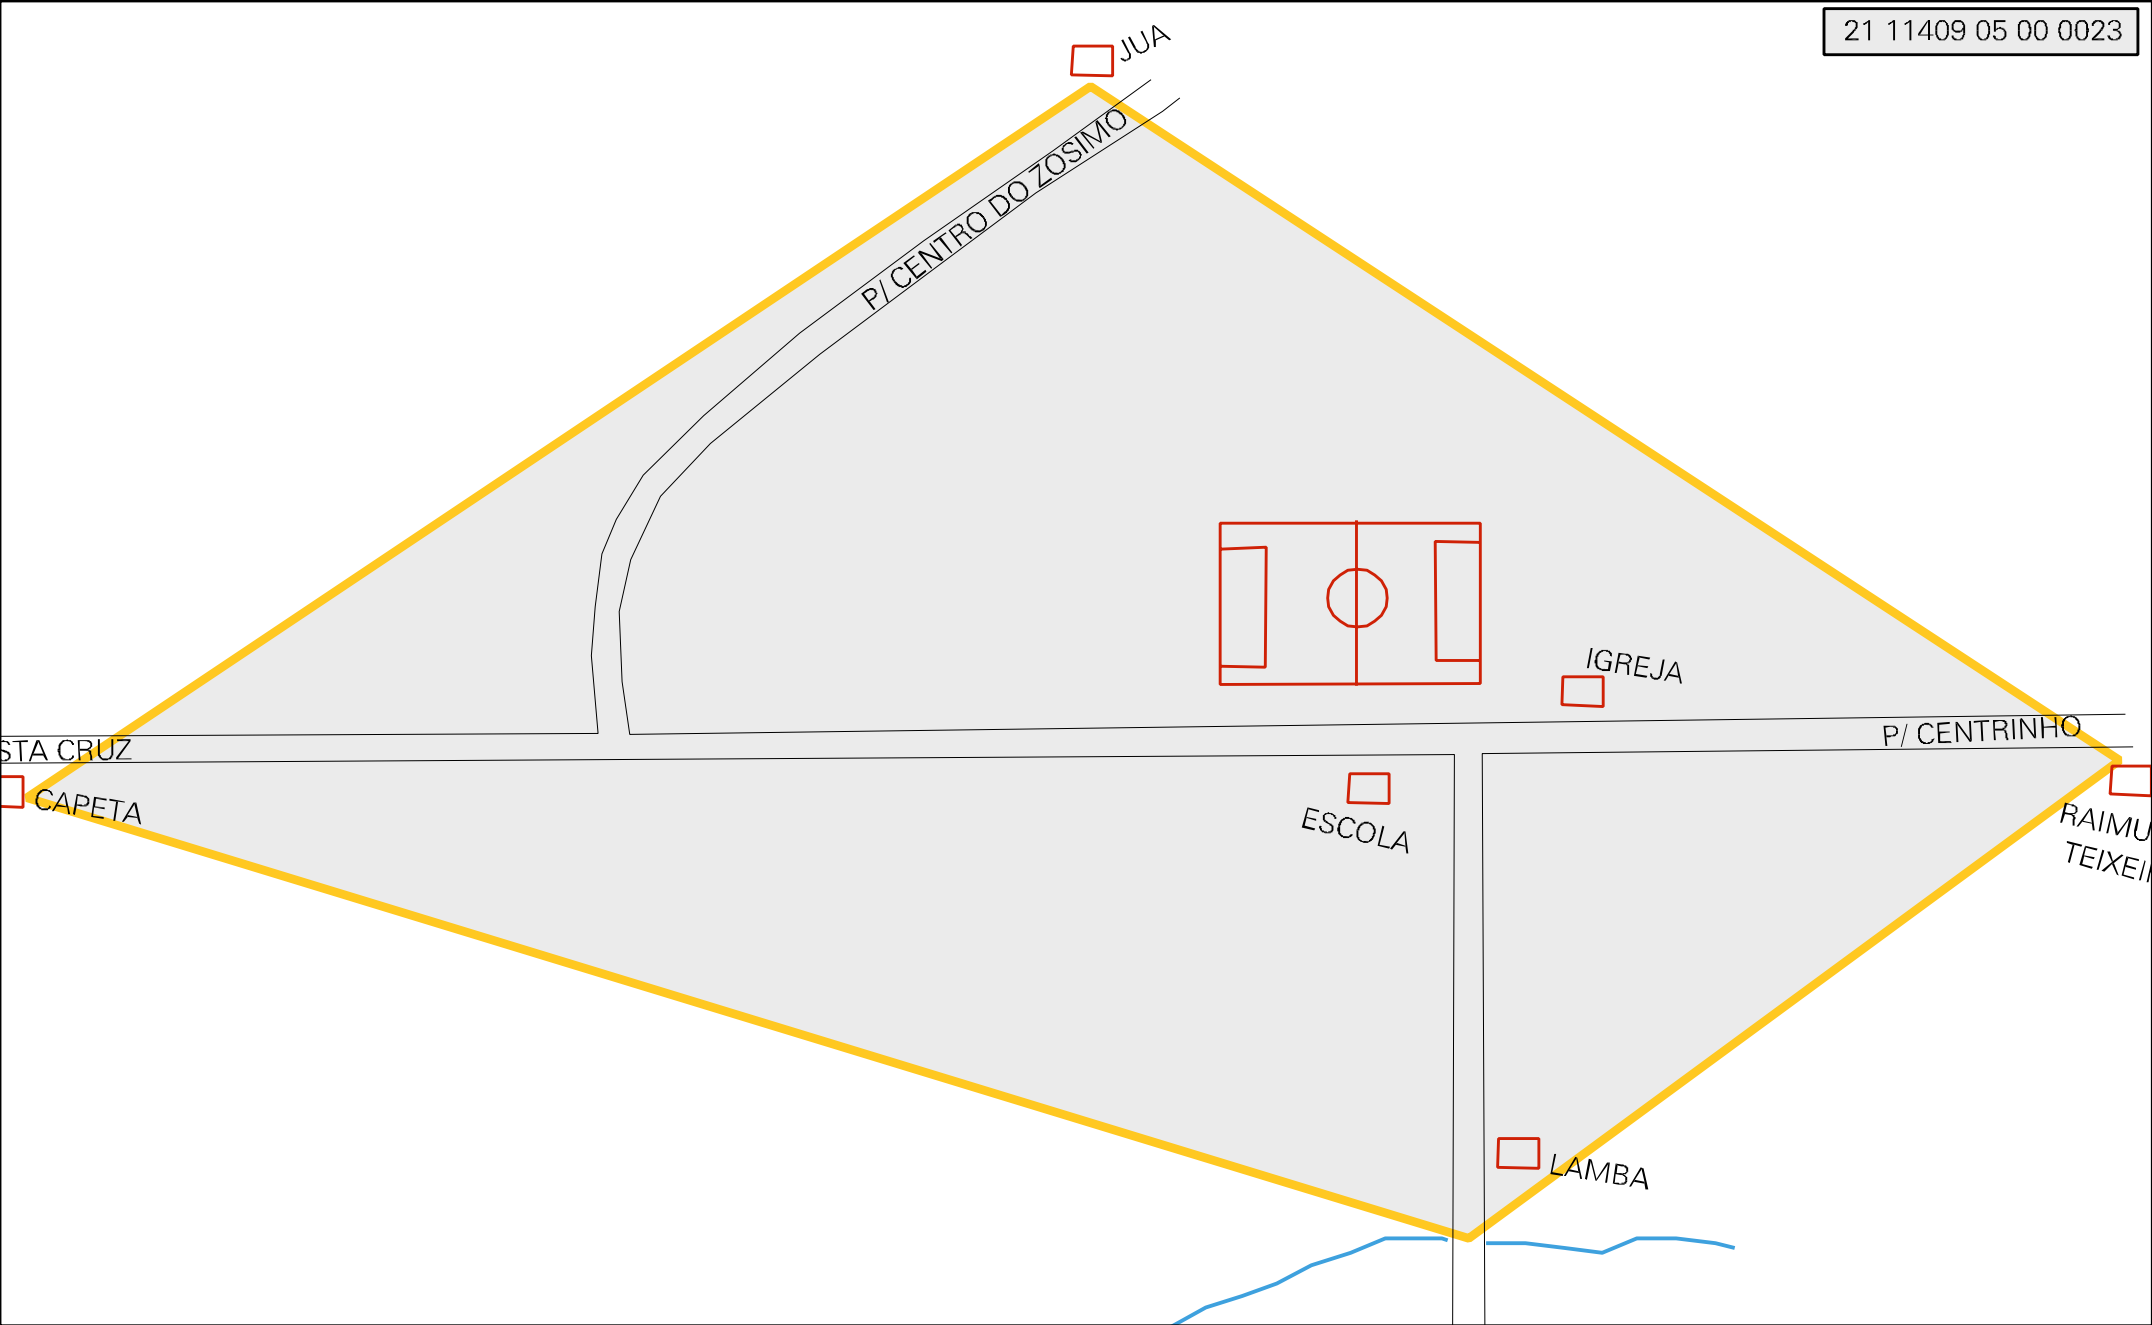 21 11409 05 00 0023
JUA
P/ CENTRO DO ZOSIMO
IGREJA
P/ CENTRINHO
STA CRUZ
CAPETA
ESCOLA
LAMBA